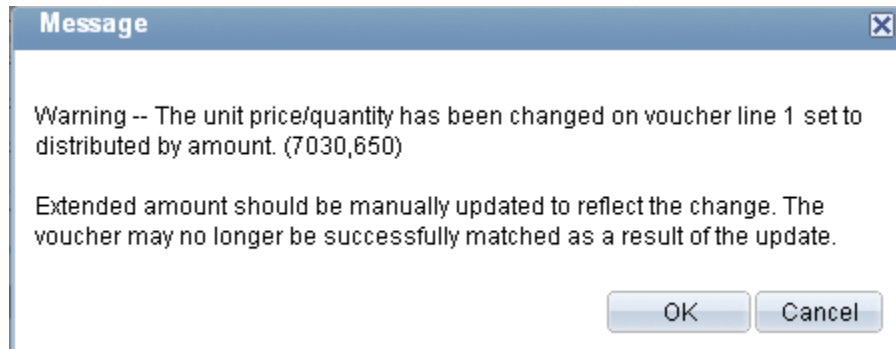 Message
Warning -- The unit price/quantity has been changed on voucher line 1 set to
distributed by amount. (7030,650)
Extended amount should be manually updated to reflect the change. The
voucher may no longer be successfully matched as a result of the update.
OK Cancel